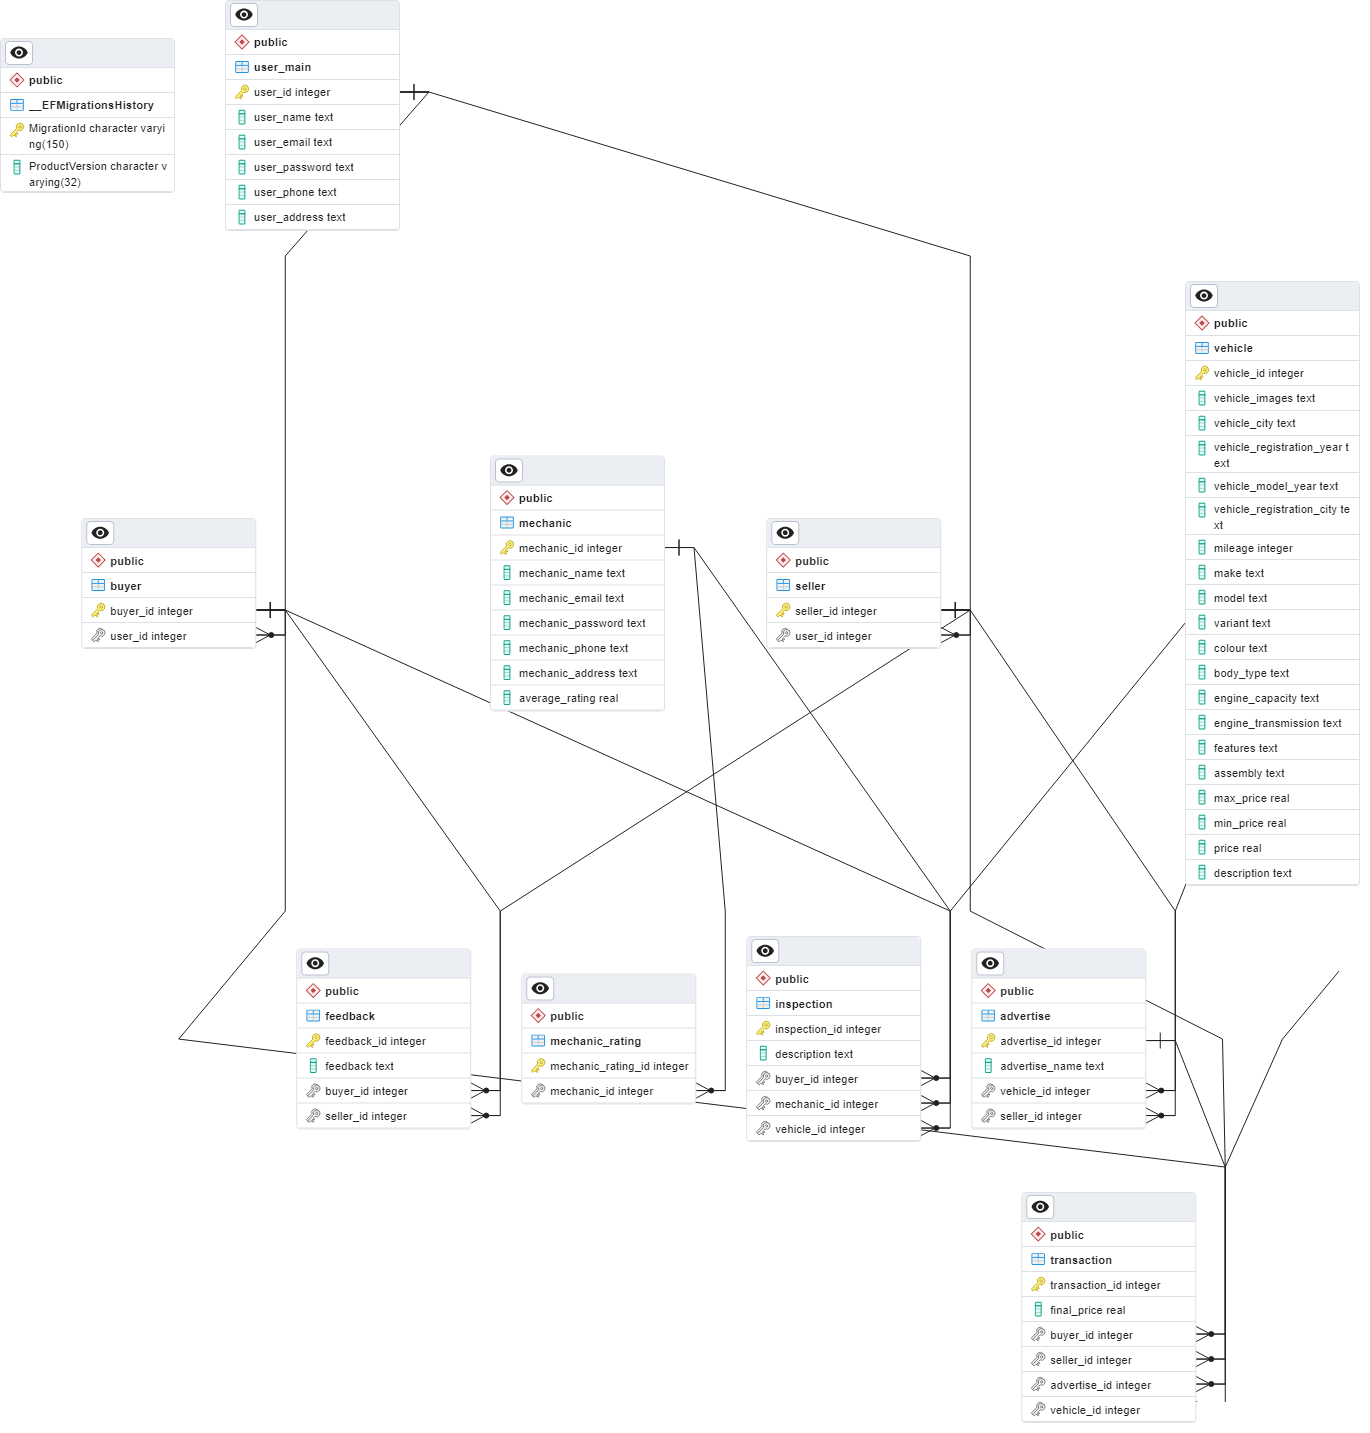 public
__EFMigrationsHistory
MigrationId character varyi
ng(150)
ProductVersion character v
arying(32)
public
user_main
user_id integer
user_name text
user_email text
user_password text
user_phone text
user_address text
public
vehicle
vehicle_id integer
vehicle_images text
vehicle_city text
vehicle_registration_year t
ext
vehicle_model_year text
vehicle_registration_city te
xt
mileage integer
make text
model text
variant text
colour text
body_type text
engine_capacity text
engine_transmission text
features text
assembly text
max_price real
min_price real
price real
description text
public
buyer
buyer_id integer
user_id integer
public
mechanic
mechanic_id integer
mechanic_name text
mechanic_email text
mechanic_password text
mechanic_phone text
mechanic_address text
average_rating real
public
seller
seller_id integer
user_id integer
public
feedback
feedback_id integer
feedback text
buyer_id integer
seller_id integer
public
mechanic_rating
mechanic_rating_id integer
mechanic_id integer
public
inspection
inspection_id integer
description text
buyer_id integer
mechanic_id integer
vehicle_id integer
public
advertise
advertise_id integer
advertise_name text
vehicle_id integer
seller_id integer
public
transaction
transaction_id integer
final_price real
buyer_id integer
seller_id integer
advertise_id integer
vehicle_id integer